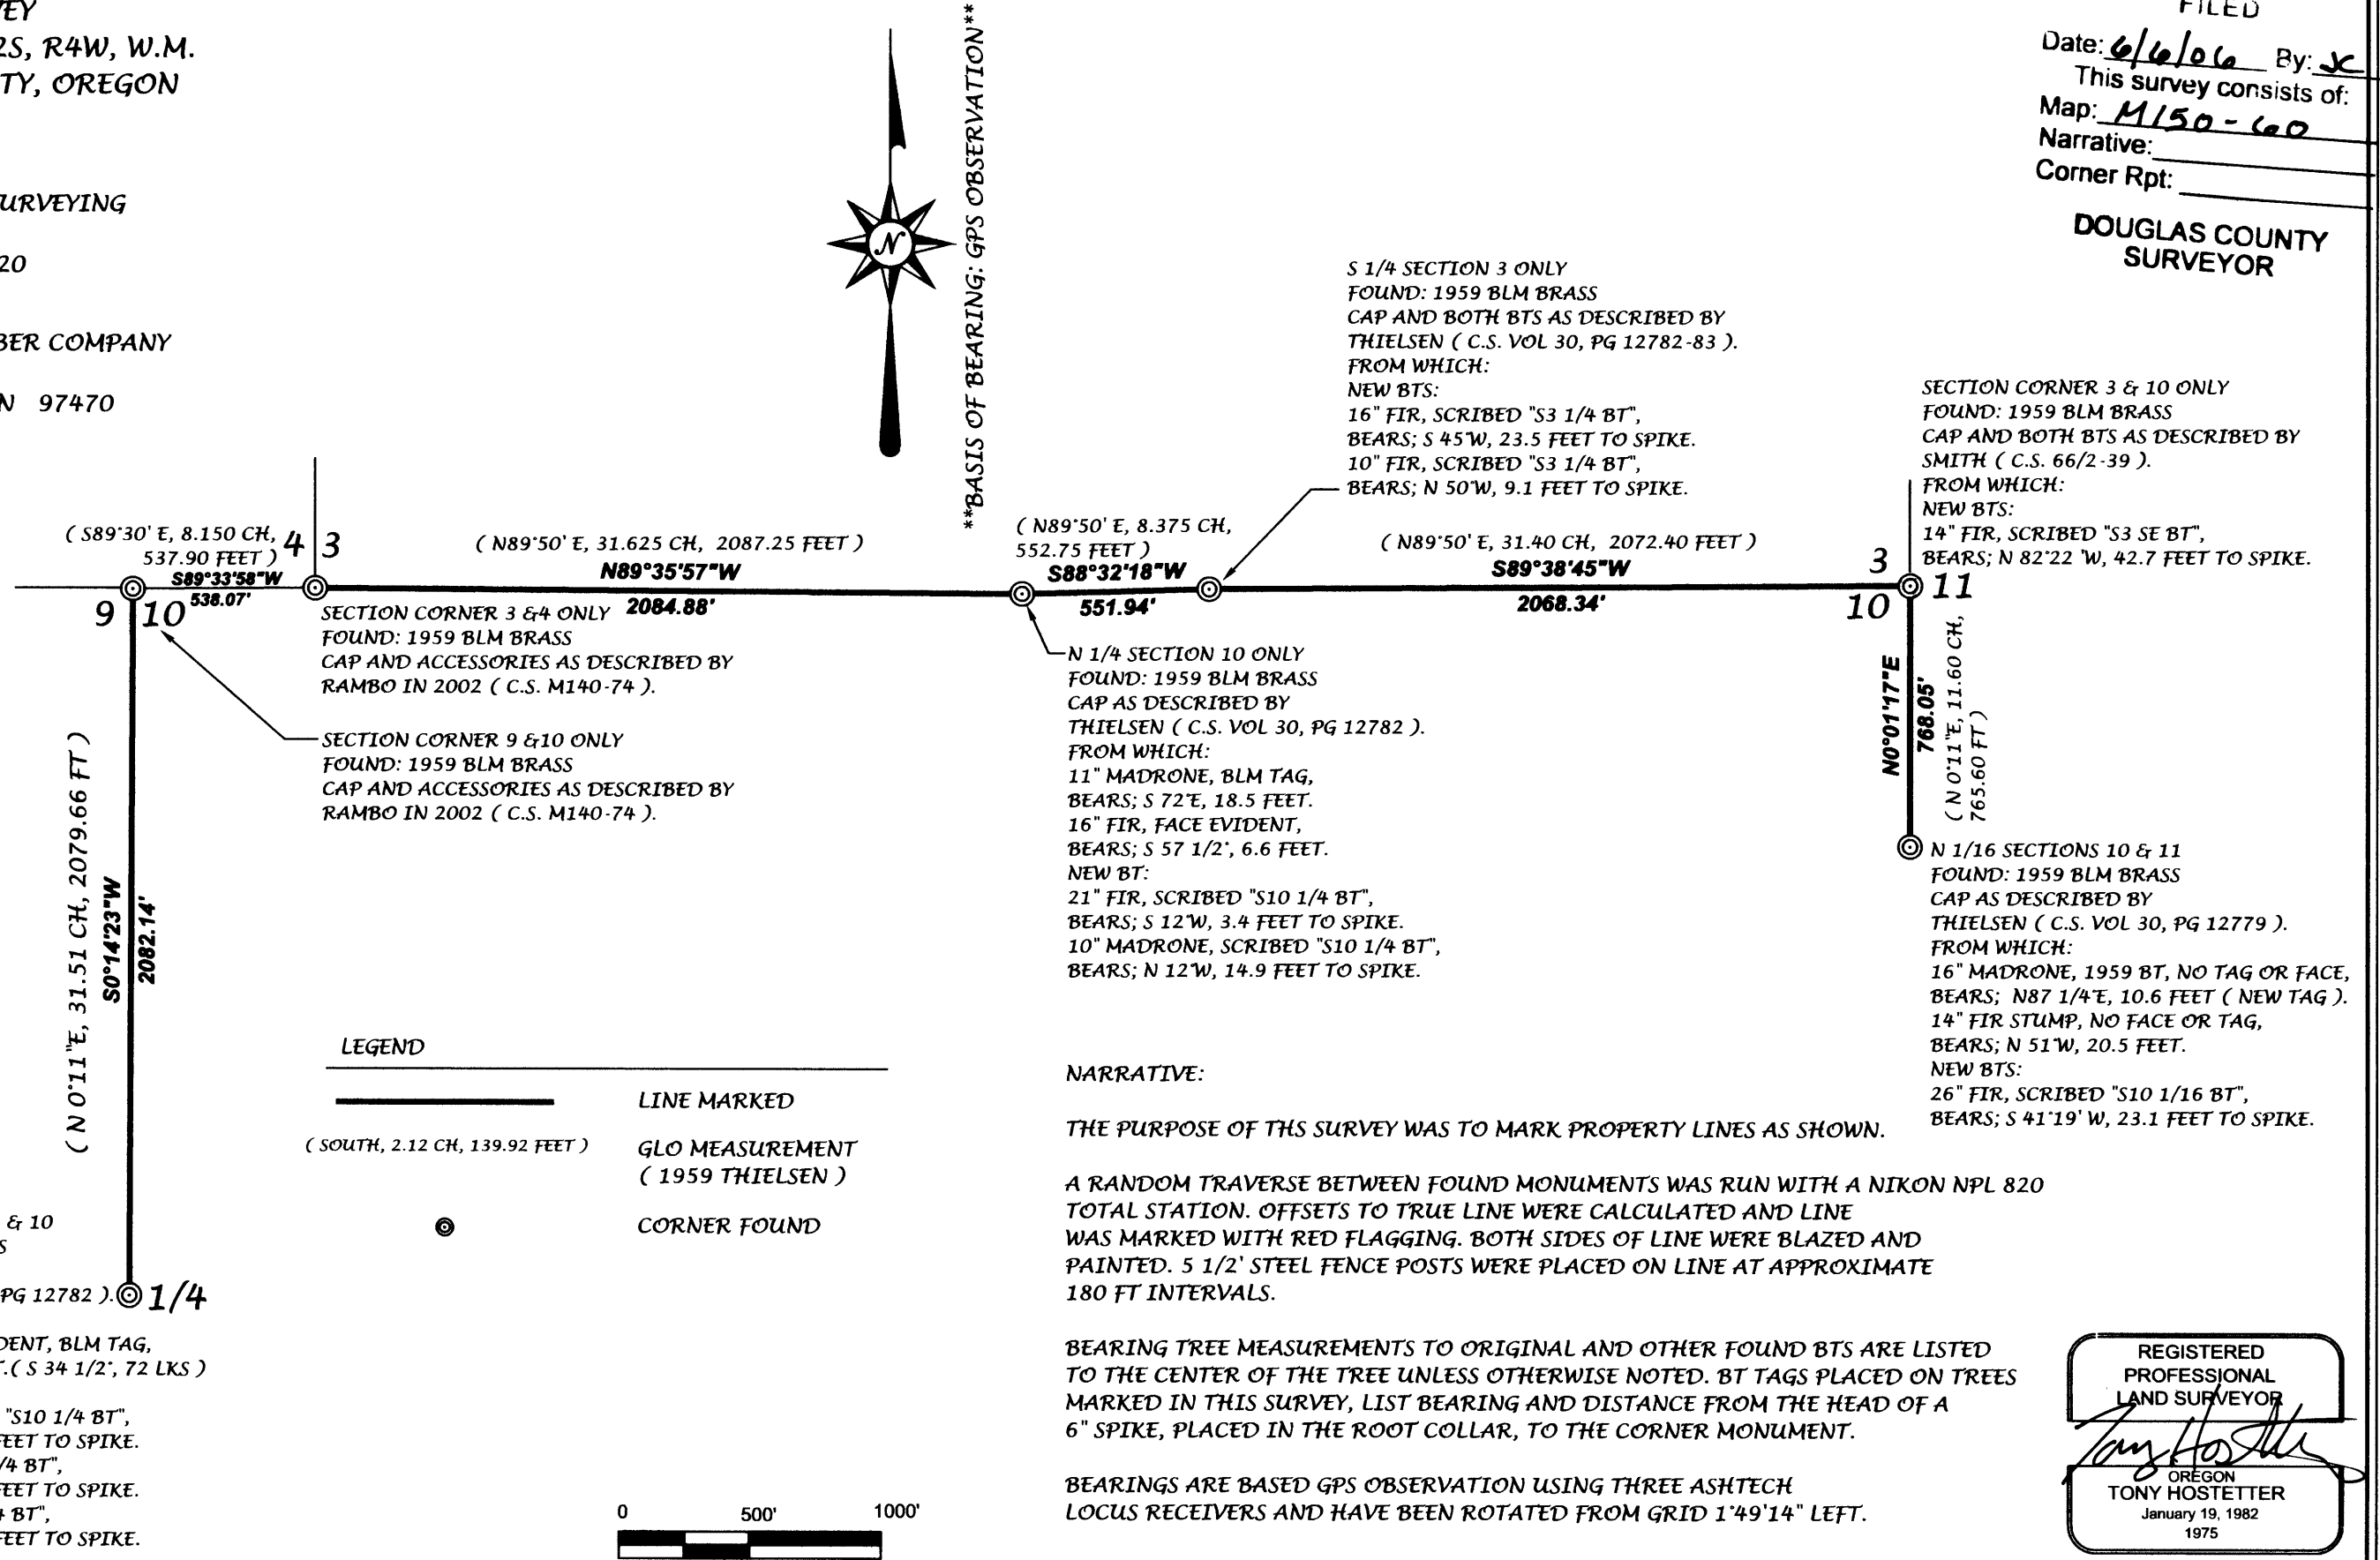 VEY
2S, R4W, W.M.
TY, OREGON
URVEYING
20
BER COMPANY
N 97470
**BASIS OF BEARING: GPS OBSERVATION**
N
FILED
Date: 6/6/06 By: JC
This survey consists of:
Map: M150-60
Narrative:
Corner Rpt:
DOUGLAS COUNTY
SURVEYOR
S 1/4 SECTION 3 ONLY
FOUND: 1959 BLM BRASS
CAP AND BOTH BTS AS DESCRIBED BY
THIELSEN ( C.S. VOL 30, PG 12782-83 ).
FROM WHICH:
NEW BTS:
16" FIR, SCRIBED "S3 1/4 BT",
BEARS; S 45°W, 23.5 FEET TO SPIKE.
10" FIR, SCRIBED "S3 1/4 BT",
BEARS; N 50°W, 9.1 FEET TO SPIKE.
SECTION CORNER 3 & 10 ONLY
FOUND: 1959 BLM BRASS
CAP AND BOTH BTS AS DESCRIBED BY
SMITH ( C.S. 66/2-39 ).
FROM WHICH:
NEW BTS:
14" FIR, SCRIBED "S3 SE BT",
BEARS; N 82°22 'W, 42.7 FEET TO SPIKE.
( S89°30' E, 8.150 CH,
537.90 FEET )
S89°33'58"W
538.07'
4 3
9 10
( N89°50' E, 31.625 CH, 2087.25 FEET )
N89°35'57"W
2084.88'
( N89°50' E, 8.375 CH,
552.75 FEET )
S88°32'18"W
551.94'
( N89°50' E, 31.40 CH, 2072.40 FEET )
S89°38'45"W
2068.34'
3
10 11
SECTION CORNER 3 &4 ONLY
FOUND: 1959 BLM BRASS
CAP AND ACCESSORIES AS DESCRIBED BY
RAMBO IN 2002 ( C.S. M140-74 ).
SECTION CORNER 9 &10 ONLY
FOUND: 1959 BLM BRASS
CAP AND ACCESSORIES AS DESCRIBED BY
RAMBO IN 2002 ( C.S. M140-74 ).
N 1/4 SECTION 10 ONLY
FOUND: 1959 BLM BRASS
CAP AS DESCRIBED BY
THIELSEN ( C.S. VOL 30, PG 12782 ).
FROM WHICH:
11" MADRONE, BLM TAG,
BEARS; S 72°E, 18.5 FEET.
16" FIR, FACE EVIDENT,
BEARS; S 57 1/2°, 6.6 FEET.
NEW BT:
21" FIR, SCRIBED "S10 1/4 BT",
BEARS; S 12°W, 3.4 FEET TO SPIKE.
10" MADRONE, SCRIBED "S10 1/4 BT",
BEARS; N 12°W, 14.9 FEET TO SPIKE.
N0°01'17"E
768.05'
( N 0°11"E, 11.60 CH,
765.60 FT )
N 1/16 SECTIONS 10 & 11
FOUND: 1959 BLM BRASS
CAP AS DESCRIBED BY
THIELSEN ( C.S. VOL 30, PG 12779 ).
FROM WHICH:
16" MADRONE, 1959 BT, NO TAG OR FACE,
BEARS; N87 1/4°E, 10.6 FEET ( NEW TAG ).
14" FIR STUMP, NO FACE OR TAG,
BEARS; N 51°W, 20.5 FEET.
NEW BTS:
26" FIR, SCRIBED "S10 1/16 BT",
BEARS; S 41°19' W, 23.1 FEET TO SPIKE.
( N 0°11"E, 31.51 CH, 2079.66 FT )
S0°14'23"W
2082.14'
LEGEND
LINE MARKED
( SOUTH, 2.12 CH, 139.92 FEET ) GLO MEASUREMENT
( 1959 THIELSEN )
CORNER FOUND
& 10
S
PG 12782 ). 1/4
DENT, BLM TAG,
T.( S 34 1/2°, 72 LKS )
"S10 1/4 BT",
FEET TO SPIKE.
/4 BT",
FEET TO SPIKE.
4 BT",
FEET TO SPIKE.
0 500' 1000'
NARRATIVE:
THE PURPOSE OF THS SURVEY WAS TO MARK PROPERTY LINES AS SHOWN.
A RANDOM TRAVERSE BETWEEN FOUND MONUMENTS WAS RUN WITH A NIKON NPL 820
TOTAL STATION. OFFSETS TO TRUE LINE WERE CALCULATED AND LINE
WAS MARKED WITH RED FLAGGING. BOTH SIDES OF LINE WERE BLAZED AND
PAINTED. 5 1/2' STEEL FENCE POSTS WERE PLACED ON LINE AT APPROXIMATE
180 FT INTERVALS.
BEARING TREE MEASUREMENTS TO ORIGINAL AND OTHER FOUND BTS ARE LISTED
TO THE CENTER OF THE TREE UNLESS OTHERWISE NOTED. BT TAGS PLACED ON TREES
MARKED IN THIS SURVEY, LIST BEARING AND DISTANCE FROM THE HEAD OF A
6" SPIKE, PLACED IN THE ROOT COLLAR, TO THE CORNER MONUMENT.
BEARINGS ARE BASED GPS OBSERVATION USING THREE ASHTECH
LOCUS RECEIVERS AND HAVE BEEN ROTATED FROM GRID 1°49'14" LEFT.
REGISTERED
PROFESSIONAL
LAND SURVEYOR
Tony Hostetter
OREGON
TONY HOSTETTER
January 19, 1982
1975